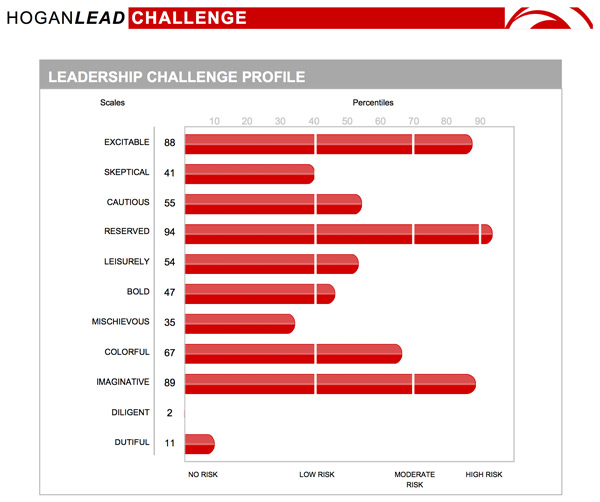 HOGANLEAD CHALLENGE
LEADERSHIP CHALLENGE PROFILE
Scales Percentiles
10 20 30 40 50 60 70 80 90
EXCITABLE 88
SKEPTICAL 41
CAUTIOUS 55
RESERVED 94
LEISURELY 54
BOLD 47
MISCHIEVOUS 35
COLORFUL 67
IMAGINATIVE 89
DILIGENT 2
DUTIFUL 11
NO RISK LOW RISK MODERATE HIGH RISK
RISK